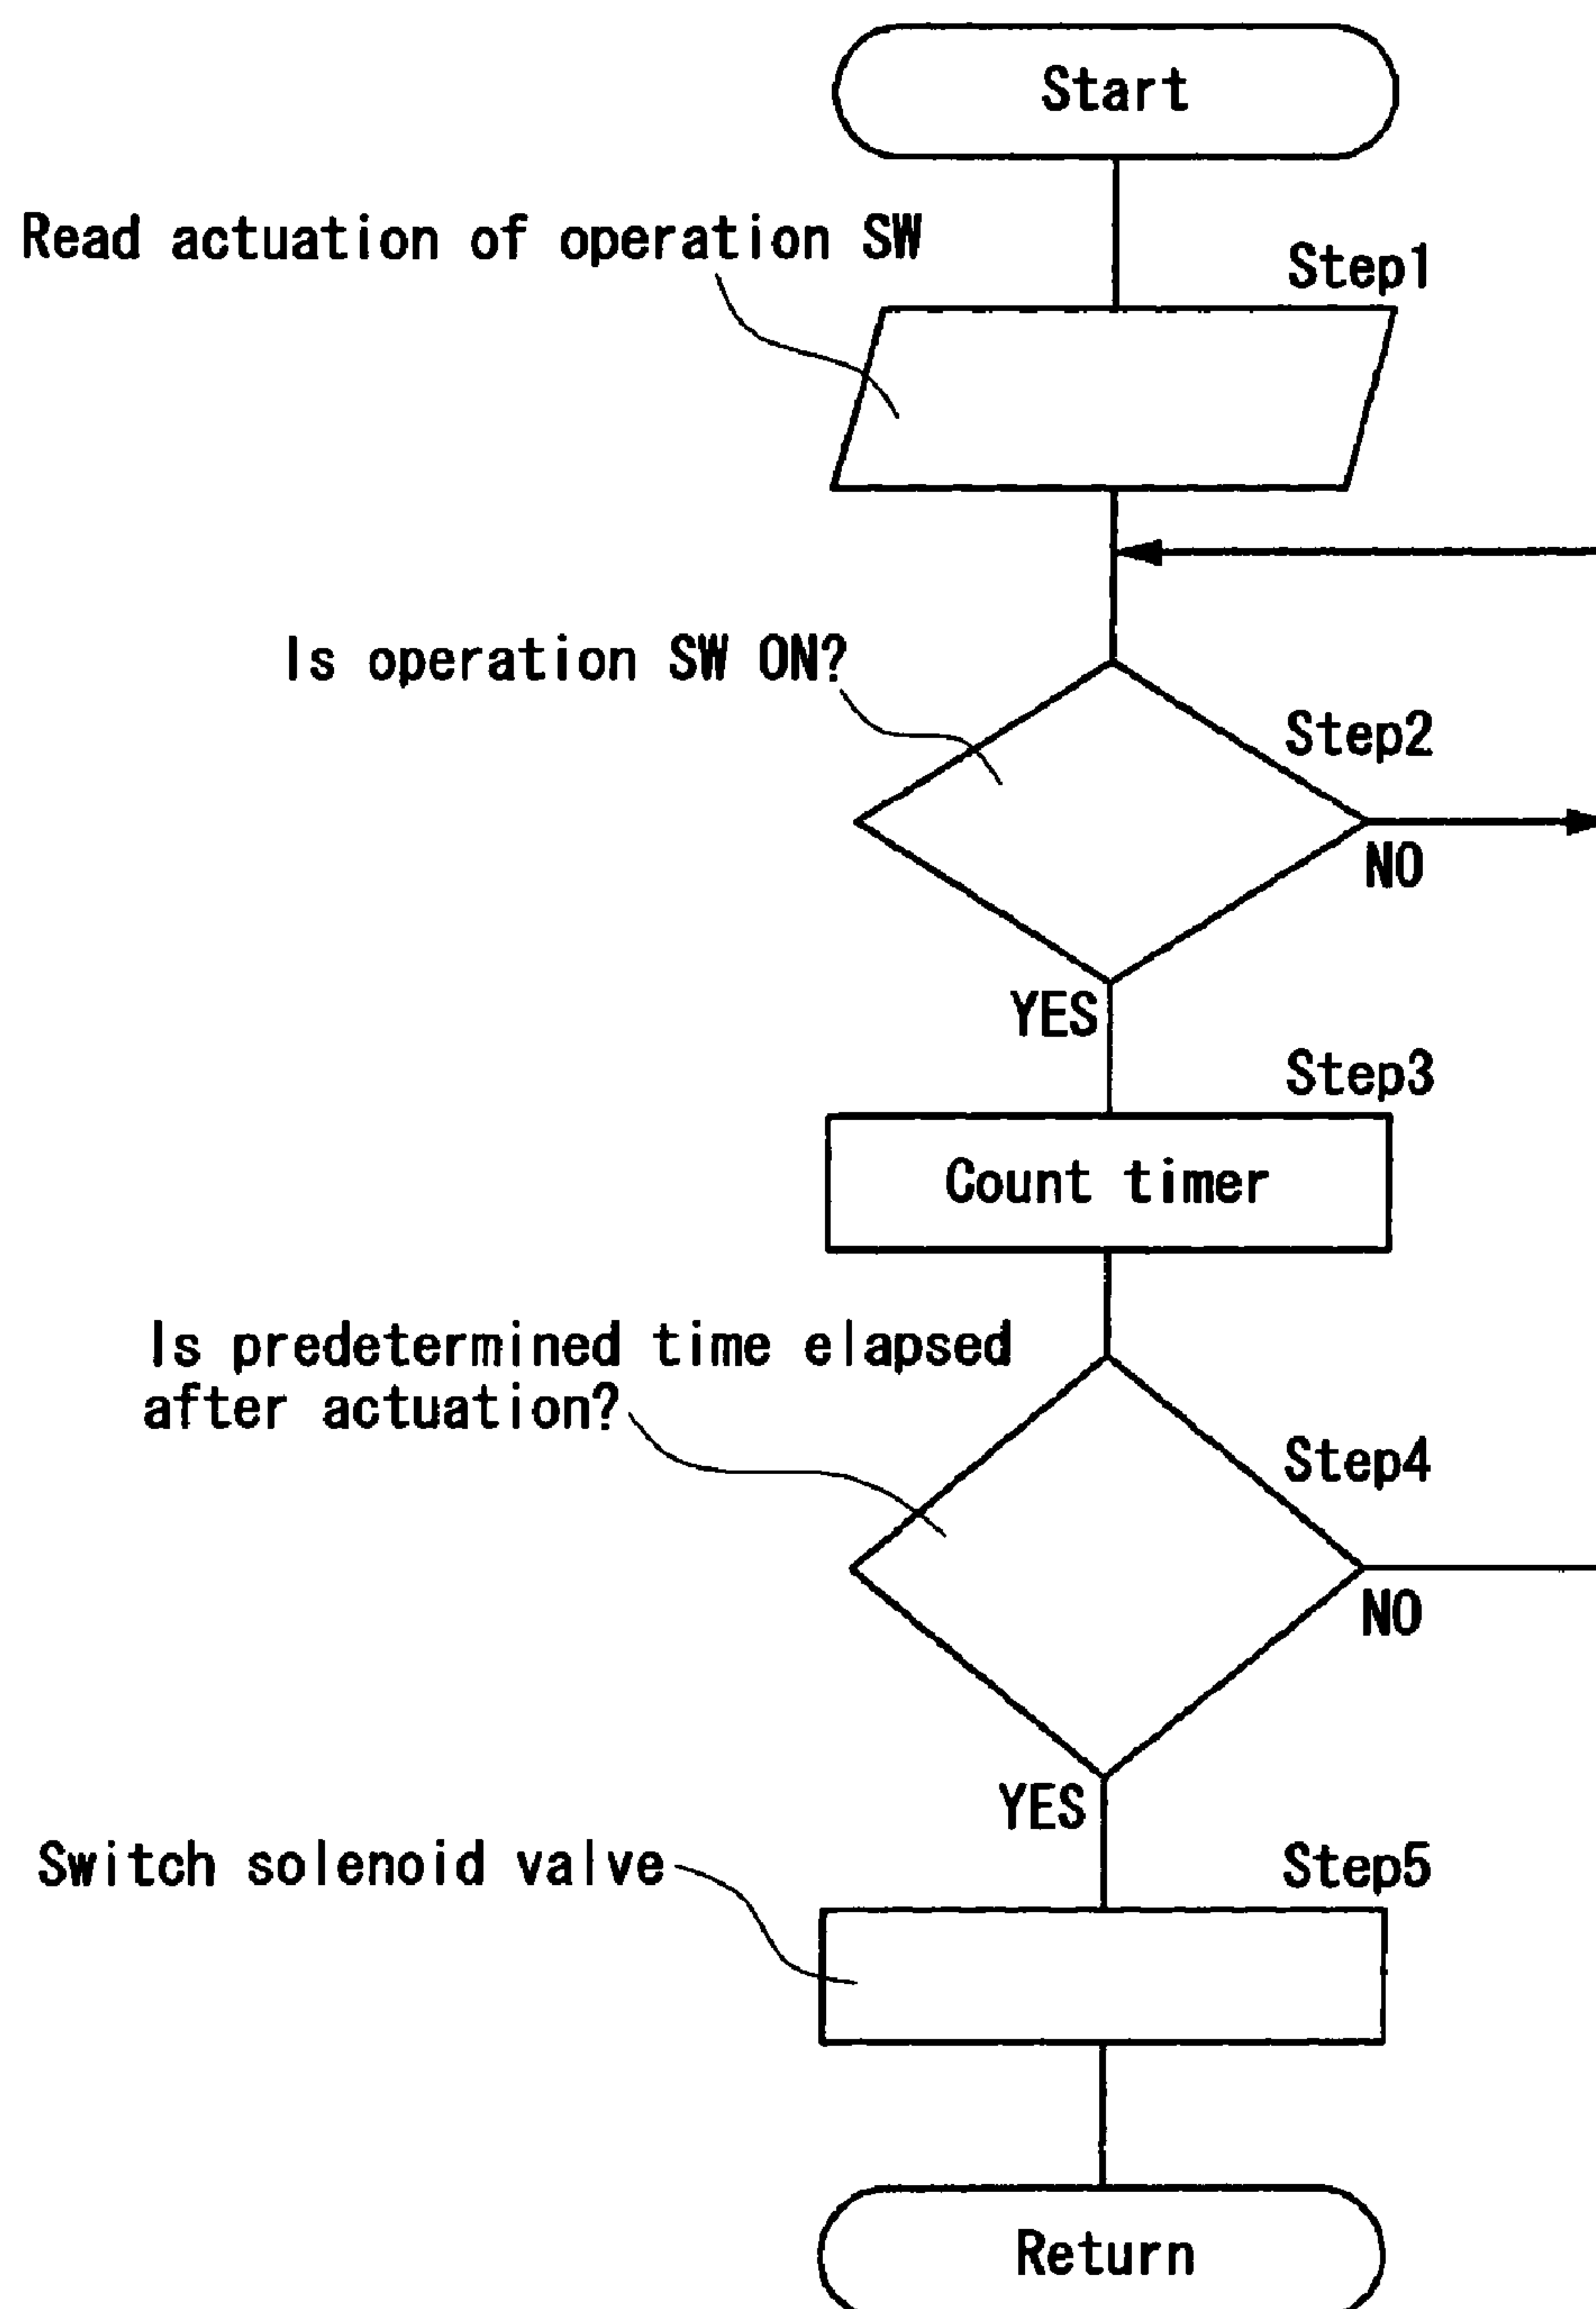 Start
Read actuation of operation SW
Step1
Is operation SW ON?
Step2
NO
YES
Step3
Count timer
Is predetermined time elapsed
after actuation?
Step4
NO
YES
Switch solenoid valve
Step5
Return